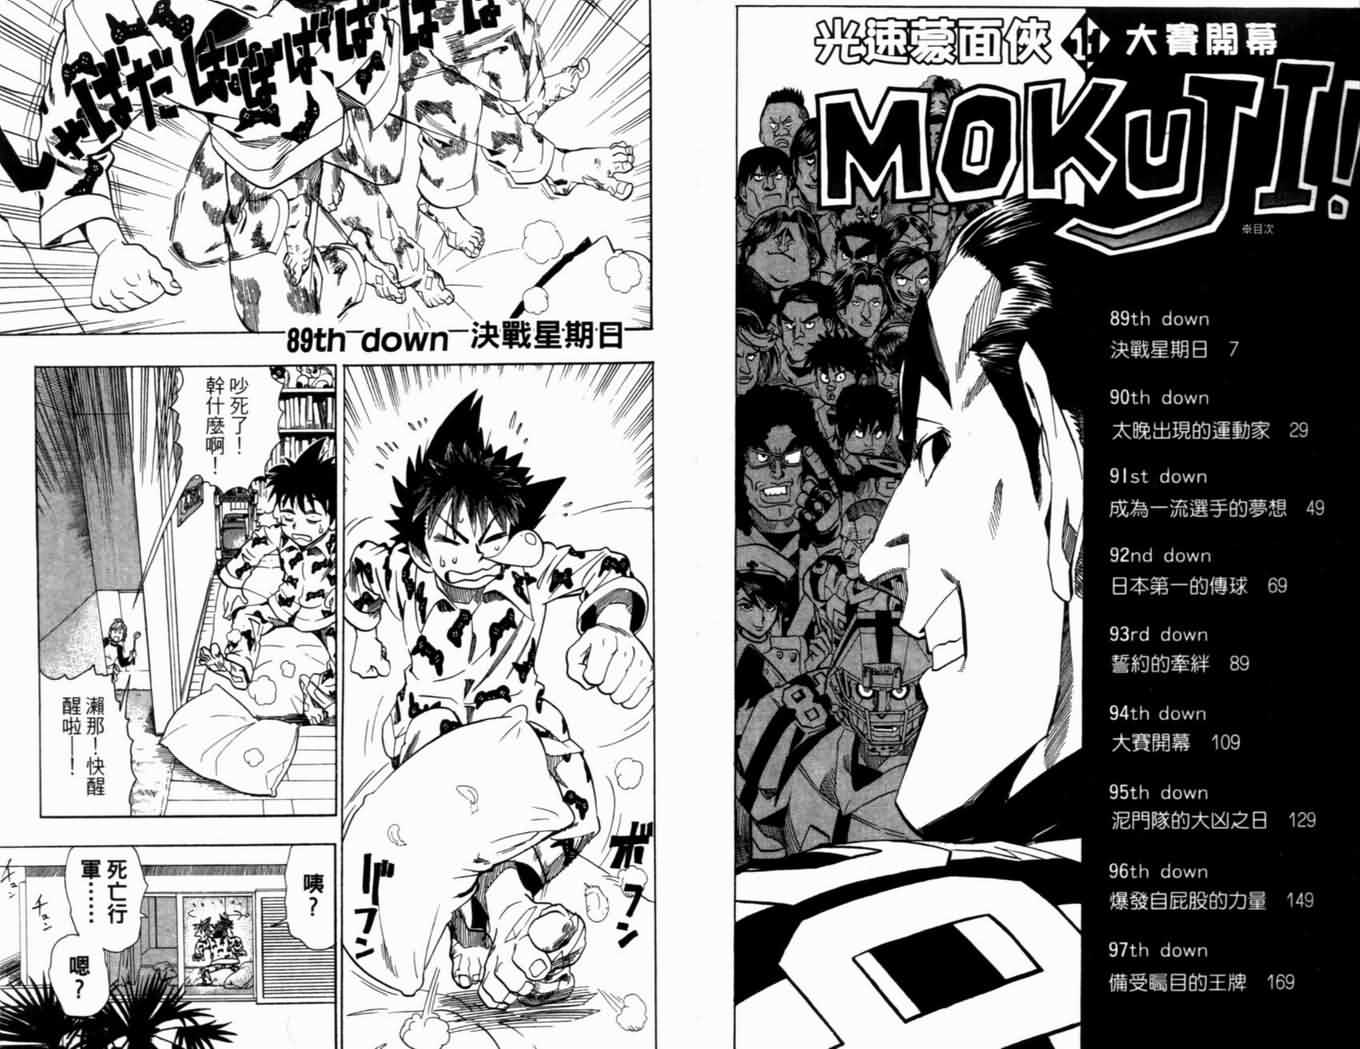 光速蒙面俠 11 大賽開幕
MOKUJI!
※目次
89th down
決戰星期日 7
90th down
太晚出現的運動家 29
91st down
成為一流選手的夢想 49
92nd down
日本第一的傳球 69
93rd down
誓約的牽絆 89
94th down
大賽開幕 109
95th down
泥門隊的大凶之日 129
96th down
爆發自屁股的力量 149
97th down
備受矚目的王牌 169
89th down 決戰星期日
吵死了!
幹什麼啊!
瀨那!快醒
醒啦——!
ボフン
ドフン
咦?
死亡行
軍……
嗯?
チュン
チュン